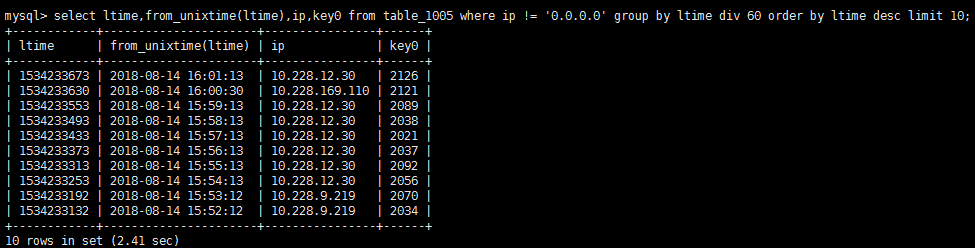 mysql> select ltime,from_unixtime(ltime),ip,key0 from table_1005 where ip != '0.0.0.0' group by ltime div 60 order by ltime desc limit 10;
+------------+----------------------+----------------+------+
| ltime      | from_unixtime(ltime) | ip             | key0 |
+------------+----------------------+----------------+------+
| 1534233673 | 2018-08-14 16:01:13  | 10.228.12.30   | 2126 |
| 1534233630 | 2018-08-14 16:00:30  | 10.228.169.110 | 2121 |
| 1534233553 | 2018-08-14 15:59:13  | 10.228.12.30   | 2089 |
| 1534233493 | 2018-08-14 15:58:13  | 10.228.12.30   | 2038 |
| 1534233433 | 2018-08-14 15:57:13  | 10.228.12.30   | 2021 |
| 1534233373 | 2018-08-14 15:56:13  | 10.228.12.30   | 2037 |
| 1534233313 | 2018-08-14 15:55:13  | 10.228.12.30   | 2092 |
| 1534233253 | 2018-08-14 15:54:13  | 10.228.12.30   | 2056 |
| 1534233192 | 2018-08-14 15:53:12  | 10.228.9.219   | 2070 |
| 1534233132 | 2018-08-14 15:52:12  | 10.228.9.219   | 2034 |
+------------+----------------------+----------------+------+
10 rows in set (2.41 sec)